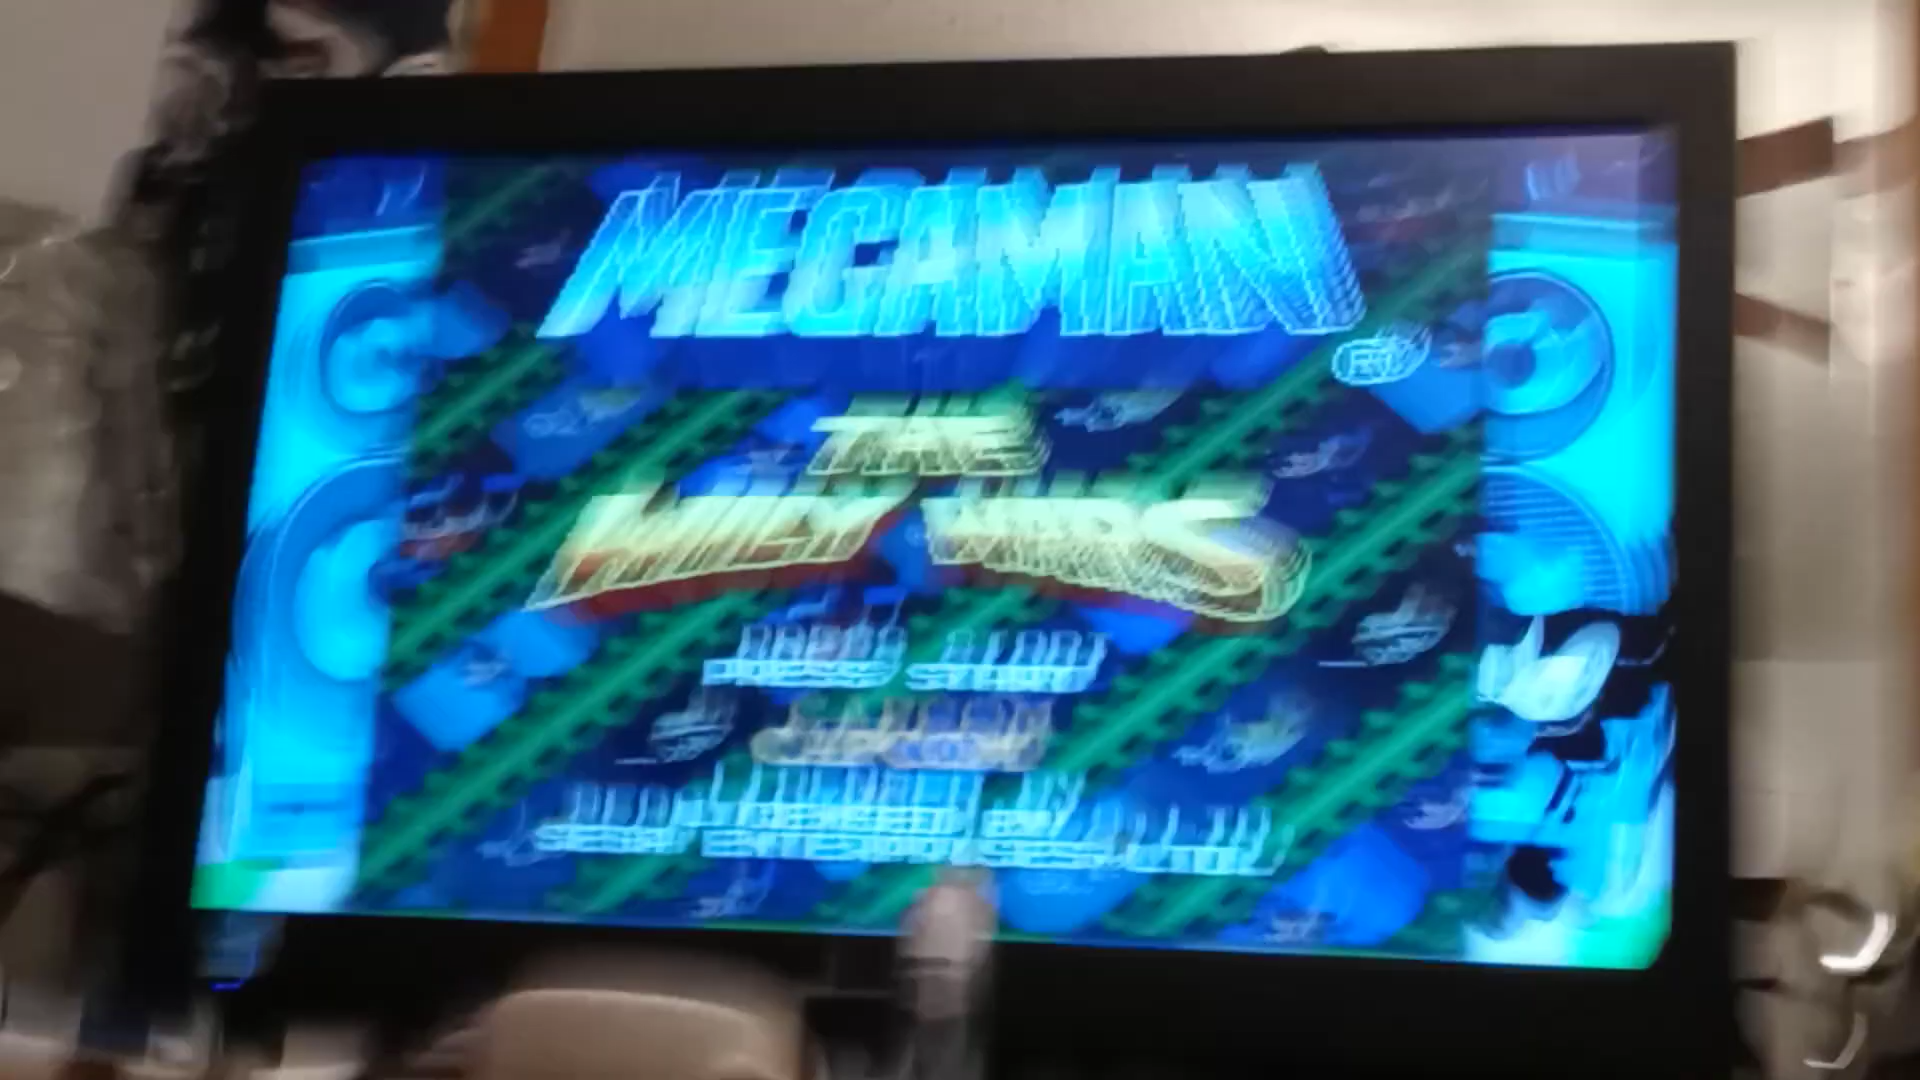 MEGAMAN
THE
WILY WARS
PRESS START
CAPCOM
LICENSED BY
SEGA ENTERPRISES, LTD.